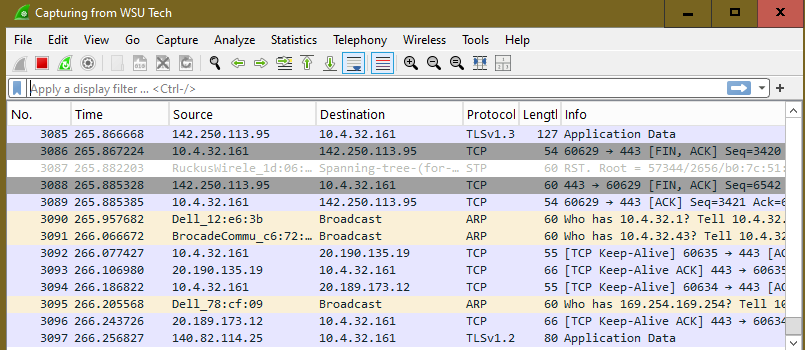 Capturing from WSU Tech
File Edit View Go Capture Analyze Statistics Telephony Wireless Tools Help
Apply a display filter ... <Ctrl-/>
No. Time Source Destination Protocol Lengtl Info
3085 265.866668 142.250.113.95 10.4.32.161 TLSv1.3 127 Application Data
3086 265.867224 10.4.32.161 142.250.113.95 TCP 54 60629 → 443 [FIN, ACK] Seq=3420
3087 265.882203 RuckusWirele_1d:06:… Spanning-tree-(for-… STP 60 RST. Root = 57344/2656/b0:7c:51:
3088 265.885328 142.250.113.95 10.4.32.161 TCP 60 443 → 60629 [FIN, ACK] Seq=6542
3089 265.885385 10.4.32.161 142.250.113.95 TCP 54 60629 → 443 [ACK] Seq=3421 Ack=6
3090 265.957682 Dell_12:e6:3b Broadcast ARP 60 Who has 10.4.32.1? Tell 10.4.32.
3091 266.066672 BrocadeCommu_c6:72:… Broadcast ARP 60 Who has 10.4.32.43? Tell 10.4.32
3092 266.077427 10.4.32.161 20.190.135.19 TCP 55 [TCP Keep-Alive] 60635 → 443 [AC
3093 266.106980 20.190.135.19 10.4.32.161 TCP 66 [TCP Keep-Alive ACK] 443 → 60635
3094 266.186822 10.4.32.161 20.189.173.12 TCP 55 [TCP Keep-Alive] 60634 → 443 [AC
3095 266.205568 Dell_78:cf:09 Broadcast ARP 60 Who has 169.254.169.254? Tell 10
3096 266.243726 20.189.173.12 10.4.32.161 TCP 66 [TCP Keep-Alive ACK] 443 → 60634
3097 266.256827 140.82.114.25 10.4.32.161 TLSv1.2 80 Application Data